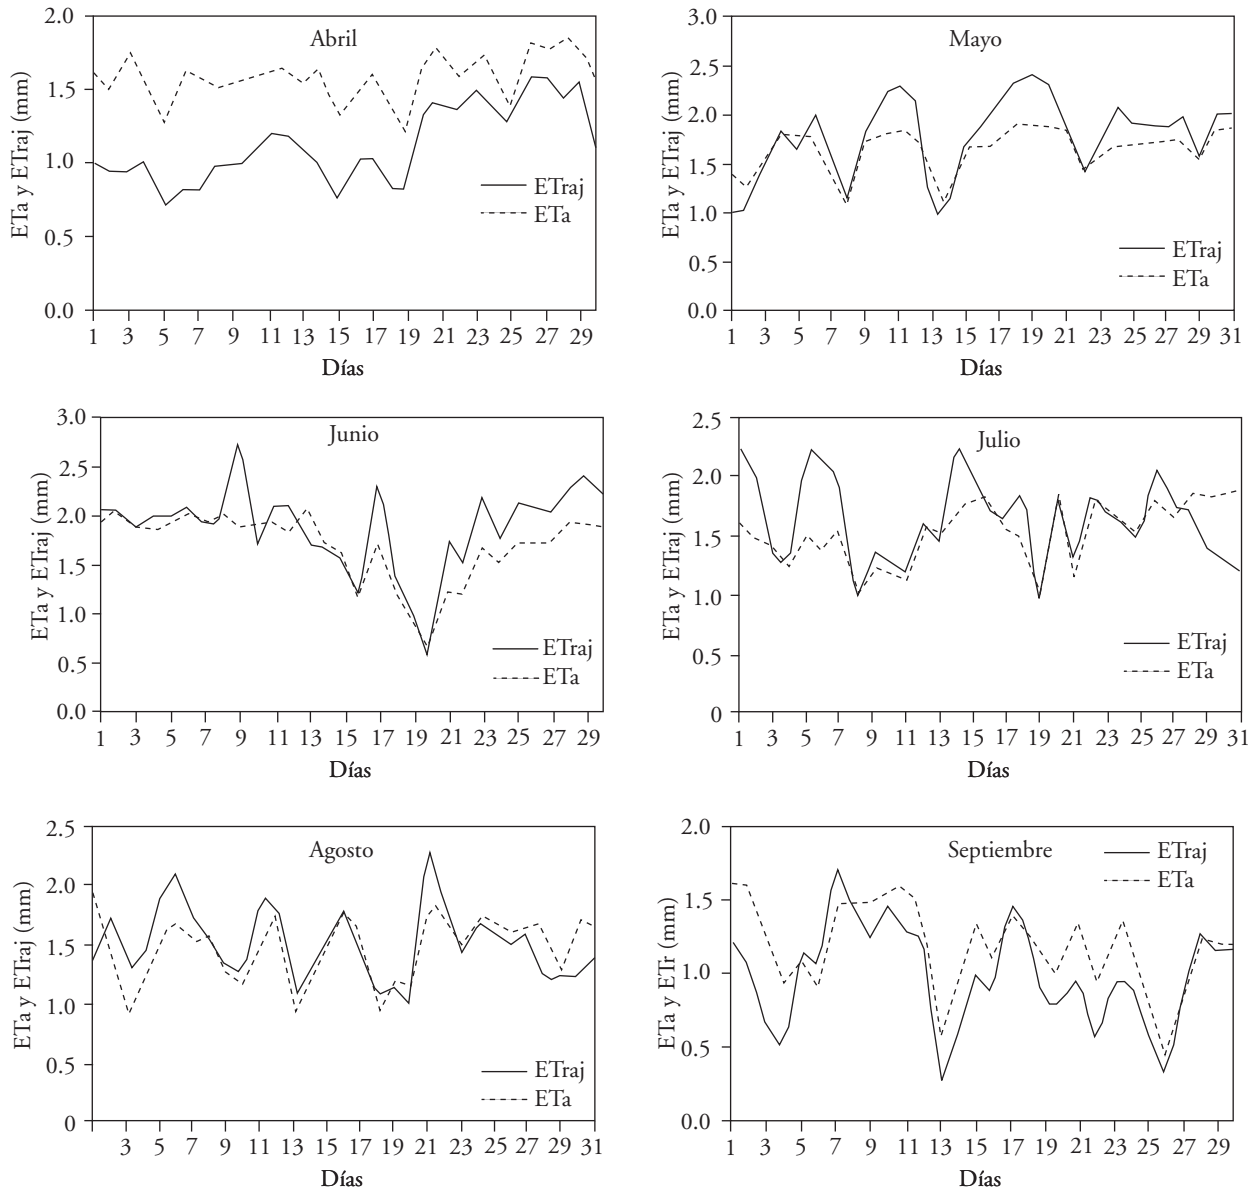 Abril
ETa y ETraj (mm)
2.0
1.5
1.0
0.5
0.0
ETraj
ETa
1 3 5 7 9 11 13 15 17 19 21 23 25 27 29
Días
Mayo
ETa y ETraj (mm)
3.0
2.5
2.0
1.5
1.0
0.5
0.0
ETraj
ETa
1 3 5 7 9 11 13 15 17 19 21 23 25 27 29 31
Días
Junio
ETa y ETraj (mm)
3.0
2.5
2.0
1.5
1.0
0.5
0.0
ETraj
ETa
1 3 5 7 9 11 13 15 17 19 21 23 25 27 29
Días
Julio
ETa y ETraj (mm)
2.5
2.0
1.5
1.0
0.5
0
ETraj
ETa
1 3 5 7 9 11 13 15 17 19 21 23 25 27 29 31
Días
Agosto
ETa y ETraj (mm)
2.5
2.0
1.5
1.0
0.5
0
ETraj
ETa
3 5 7 9 11 13 15 17 19 21 23 25 27 29 31
Días
Septiembre
ETa y ETr (mm)
2.0
1.5
1.0
0.5
0.0
ETraj
ETa
1 3 5 7 9 11 13 15 17 19 21 23 25 27 29
Días